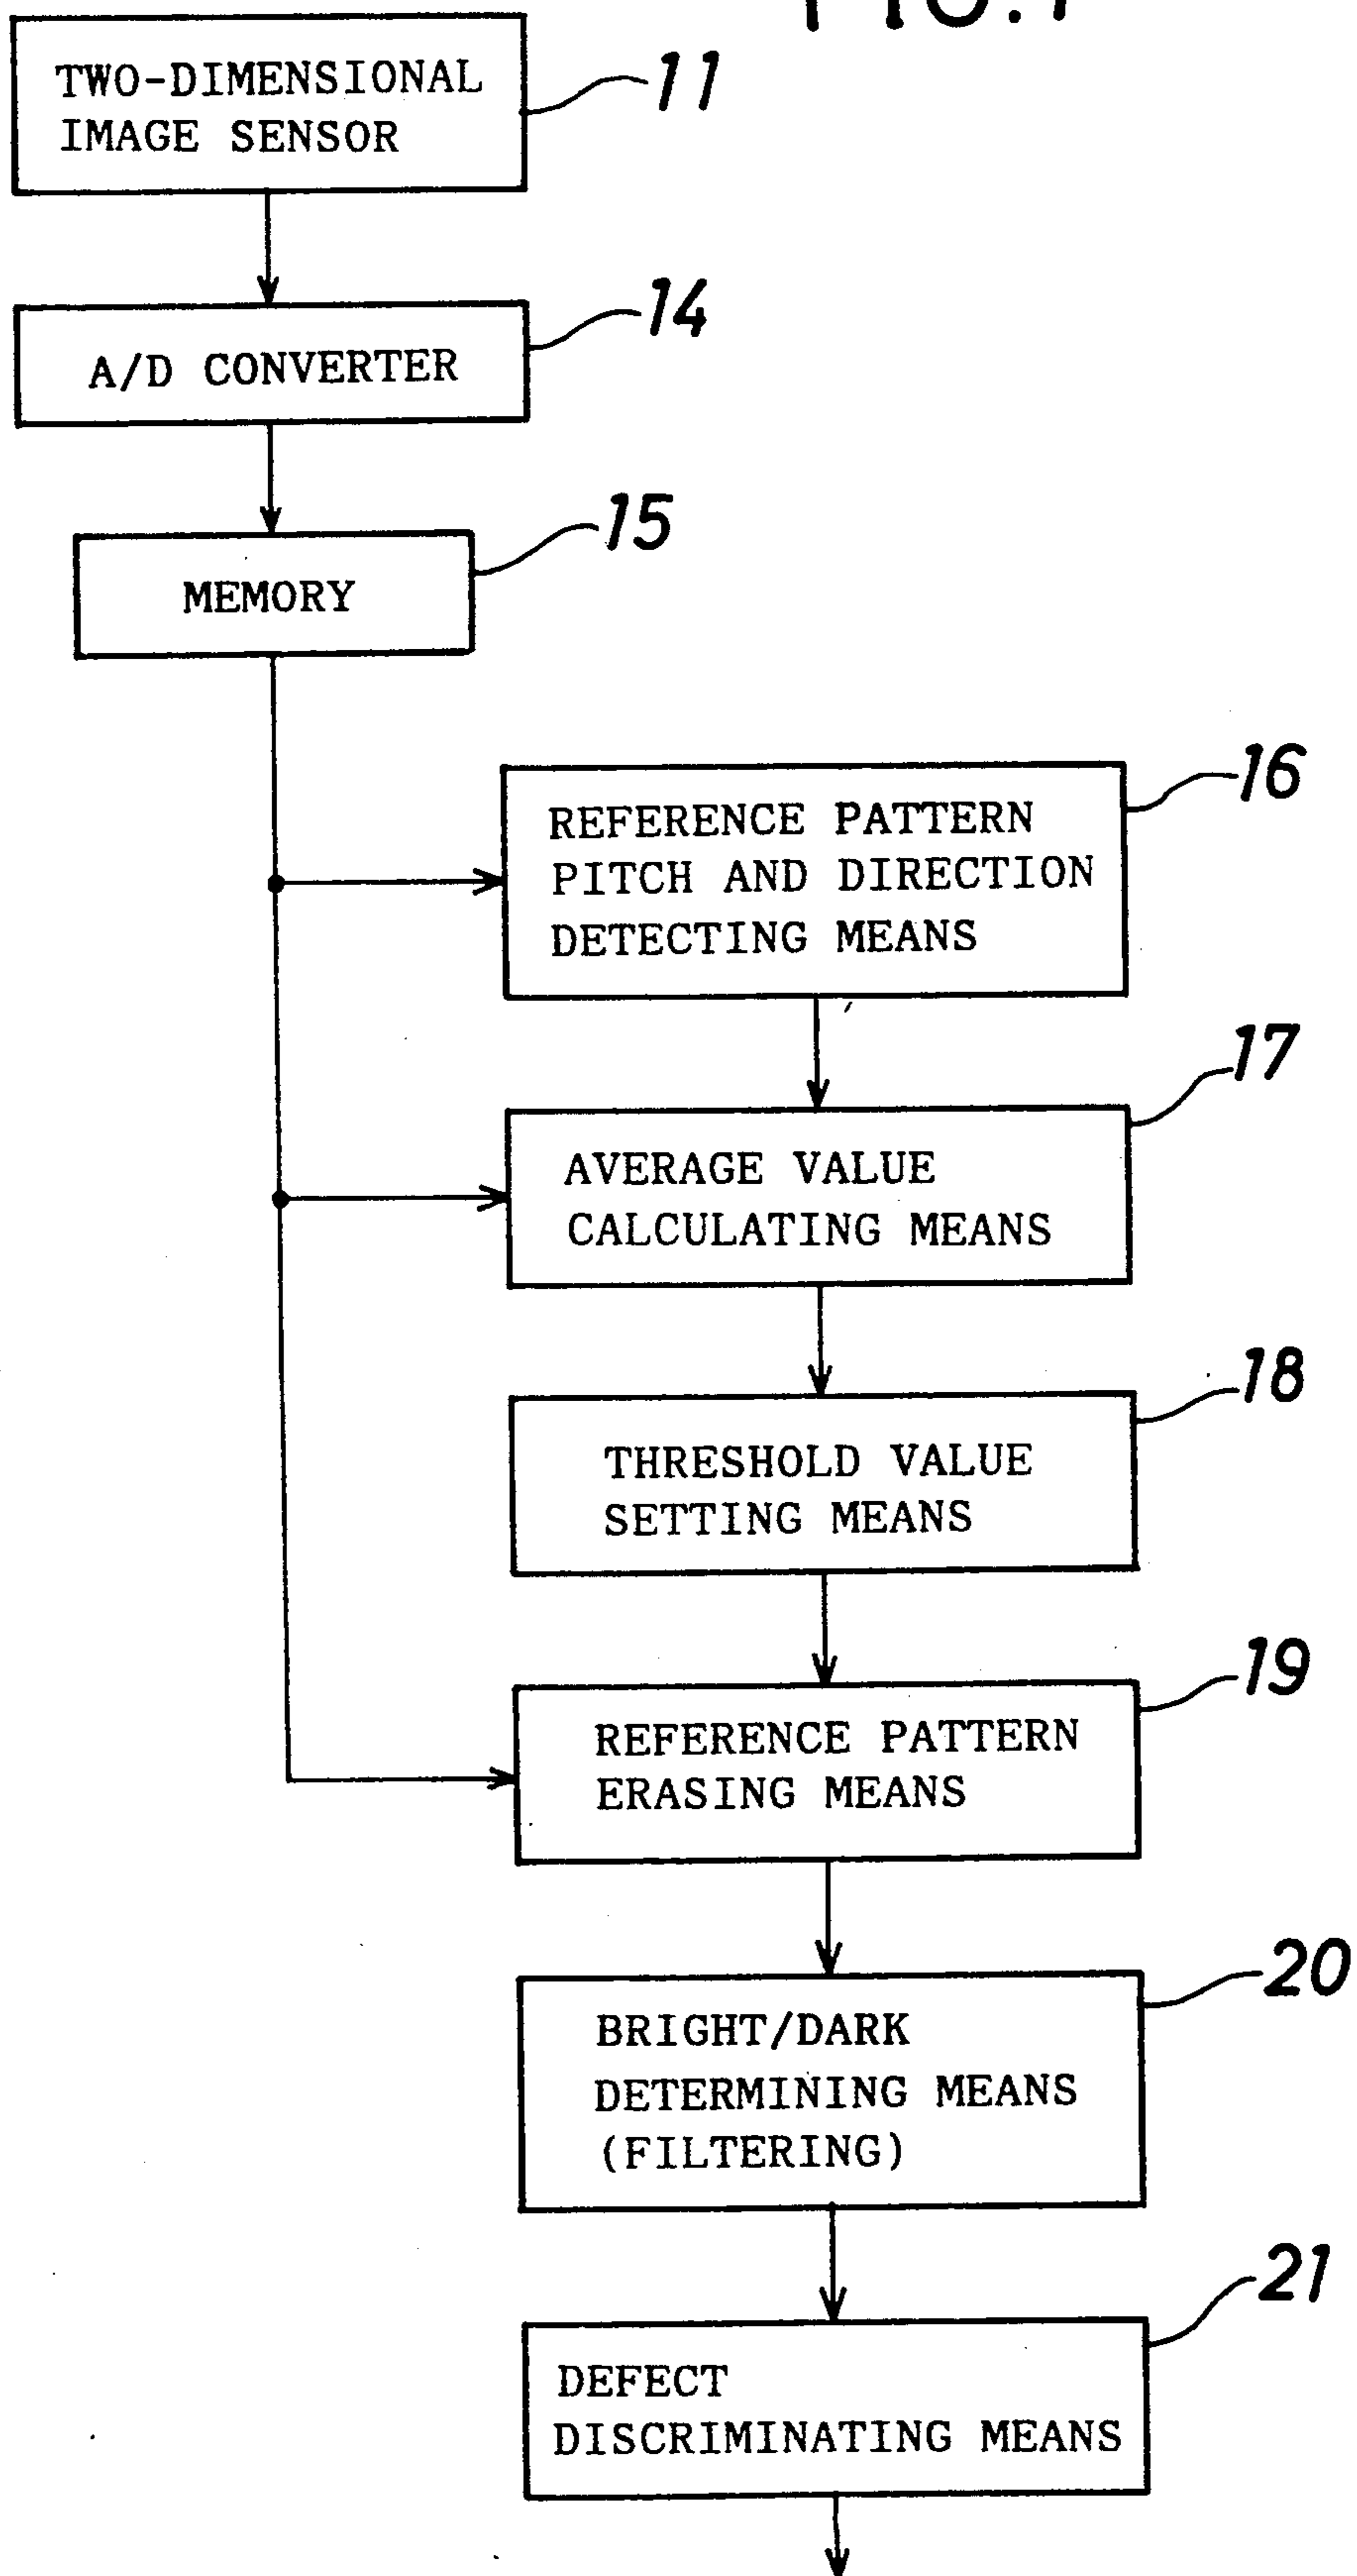 FIG.1
TWO-DIMENSIONAL
IMAGE SENSOR
11
A/D CONVERTER
14
MEMORY
15
REFERENCE PATTERN
PITCH AND DIRECTION
DETECTING MEANS
16
AVERAGE VALUE
CALCULATING MEANS
17
THRESHOLD VALUE
SETTING MEANS
18
REFERENCE PATTERN
ERASING MEANS
19
BRIGHT/DARK
DETERMINING MEANS
(FILTERING)
20
DEFECT
DISCRIMINATING MEANS
21